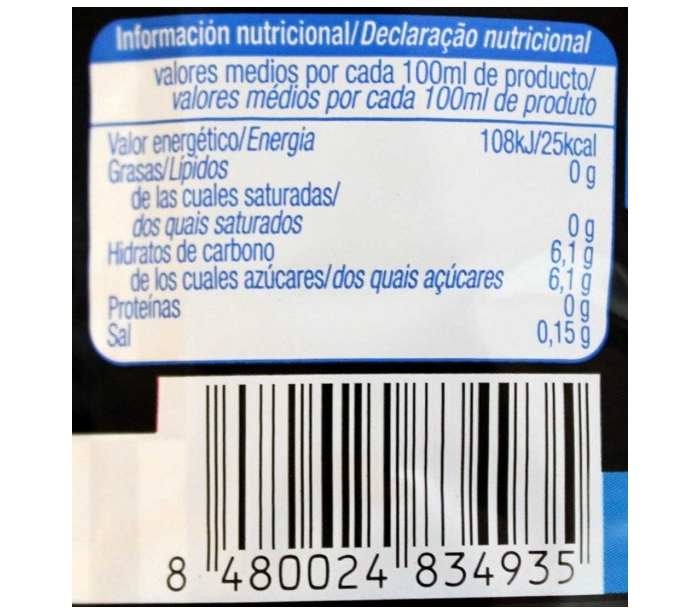 Información nutricional/Declaração nutricional
valores medios por cada 100ml de producto/
valores médios por cada 100ml de produto
Valor energético/Energia 108kJ/25kcal
Grasas/Lípidos 0 g
de las cuales saturadas/
dos quais saturados 0 g
Hidratos de carbono 6,1 g
de los cuales azúcares/dos quais açúcares 6,1 g
Proteínas 0 g
Sal 0,15 g
8 480024 834935